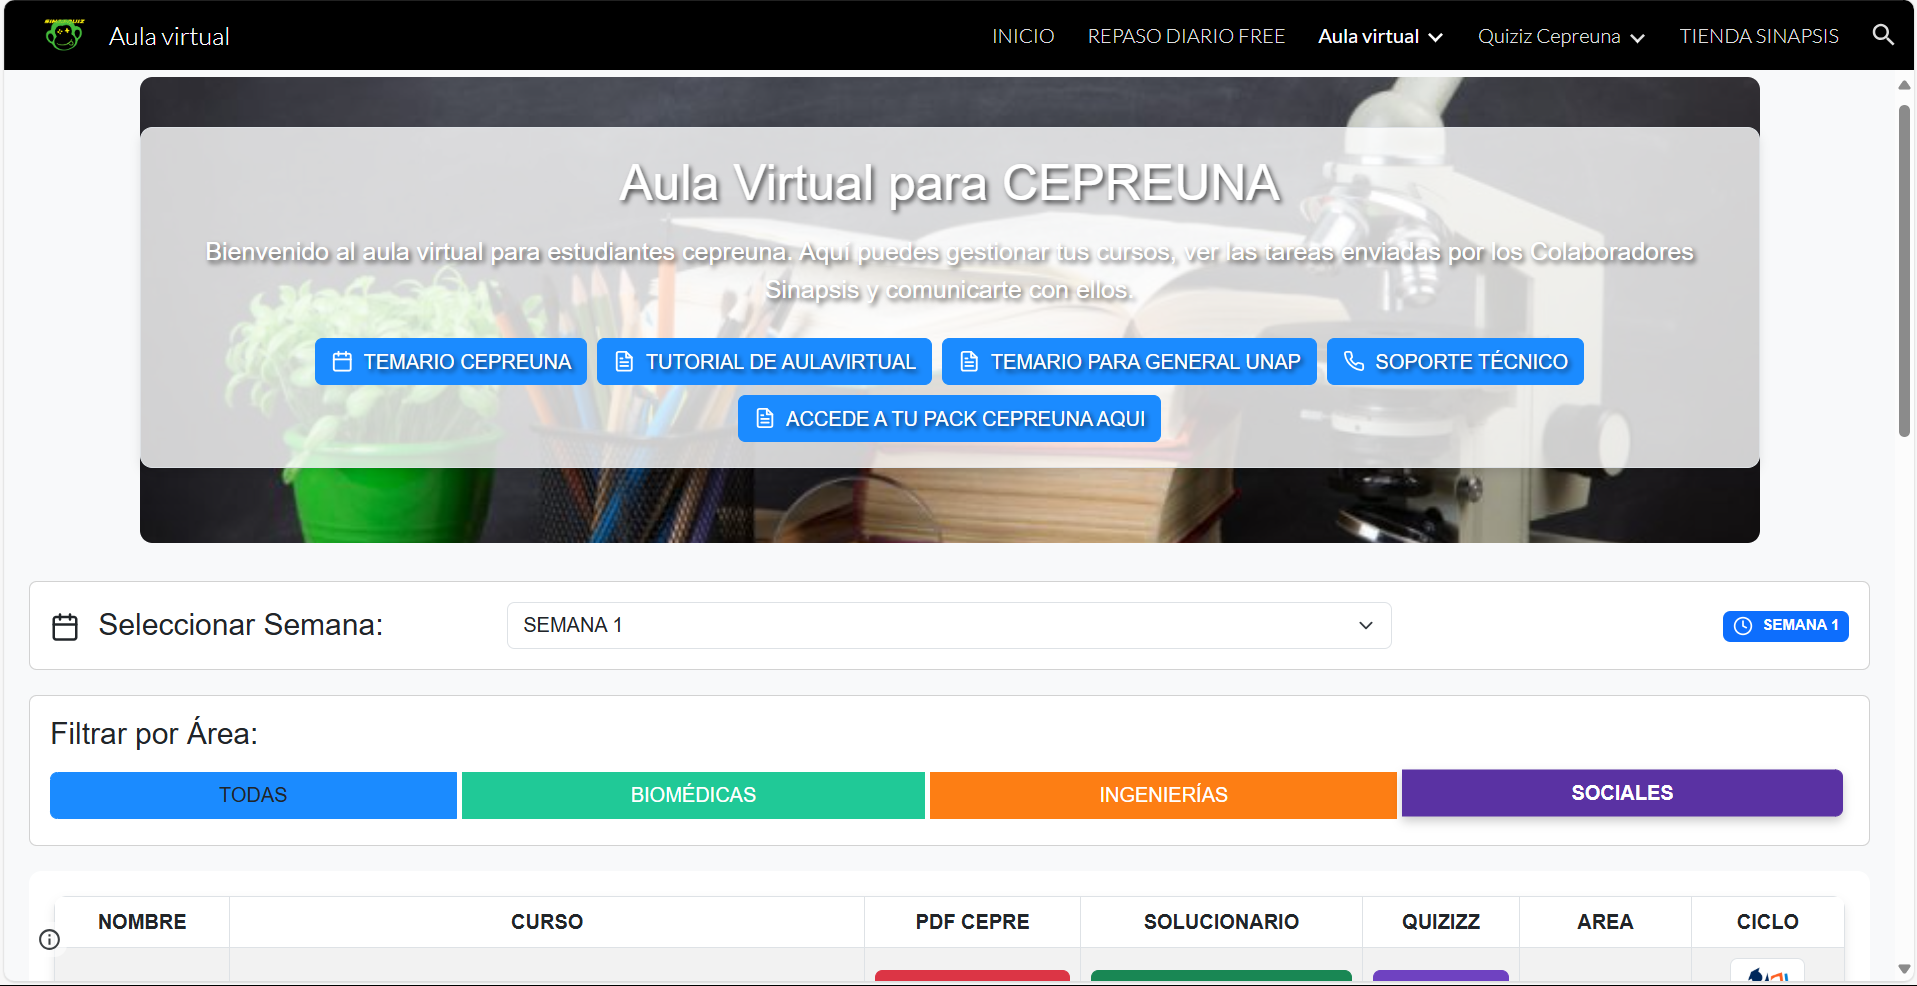 SINAPQUIZ
Aula virtual
INICIO
REPASO DIARIO FREE
Aula virtual
Quiziz Cepreuna
TIENDA SINAPSIS
Aula Virtual para CEPREUNA
Bienvenido al aula virtual para estudiantes cepreuna. Aquí puedes gestionar tus cursos, ver las tareas enviadas por los Colaboradores
Sinapsis y comunicarte con ellos.
TEMARIO CEPREUNA
TUTORIAL DE AULAVIRTUAL
TEMARIO PARA GENERAL UNAP
SOPORTE TÉCNICO
ACCEDE A TU PACK CEPREUNA AQUI
Seleccionar Semana:
SEMANA 1
SEMANA 1
Filtrar por Área:
TODAS
BIOMÉDICAS
INGENIERÍAS
SOCIALES
NOMBRE
CURSO
PDF CEPRE
SOLUCIONARIO
QUIZIZZ
AREA
CICLO